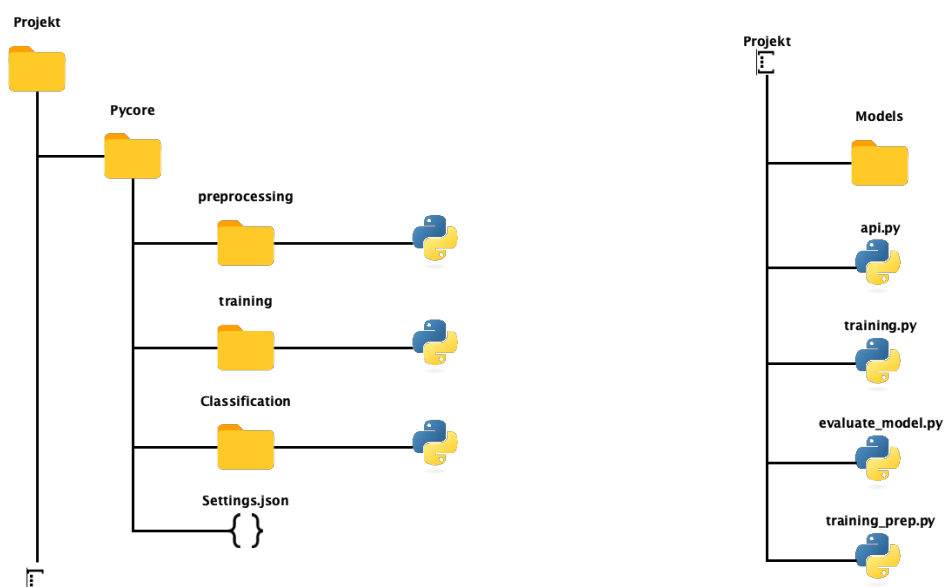 Projekt
Pycore
preprocessing
training
Classification
Settings.json
{ }
[...
Projekt
[...]
Models
api.py
training.py
evaluate_model.py
training_prep.py